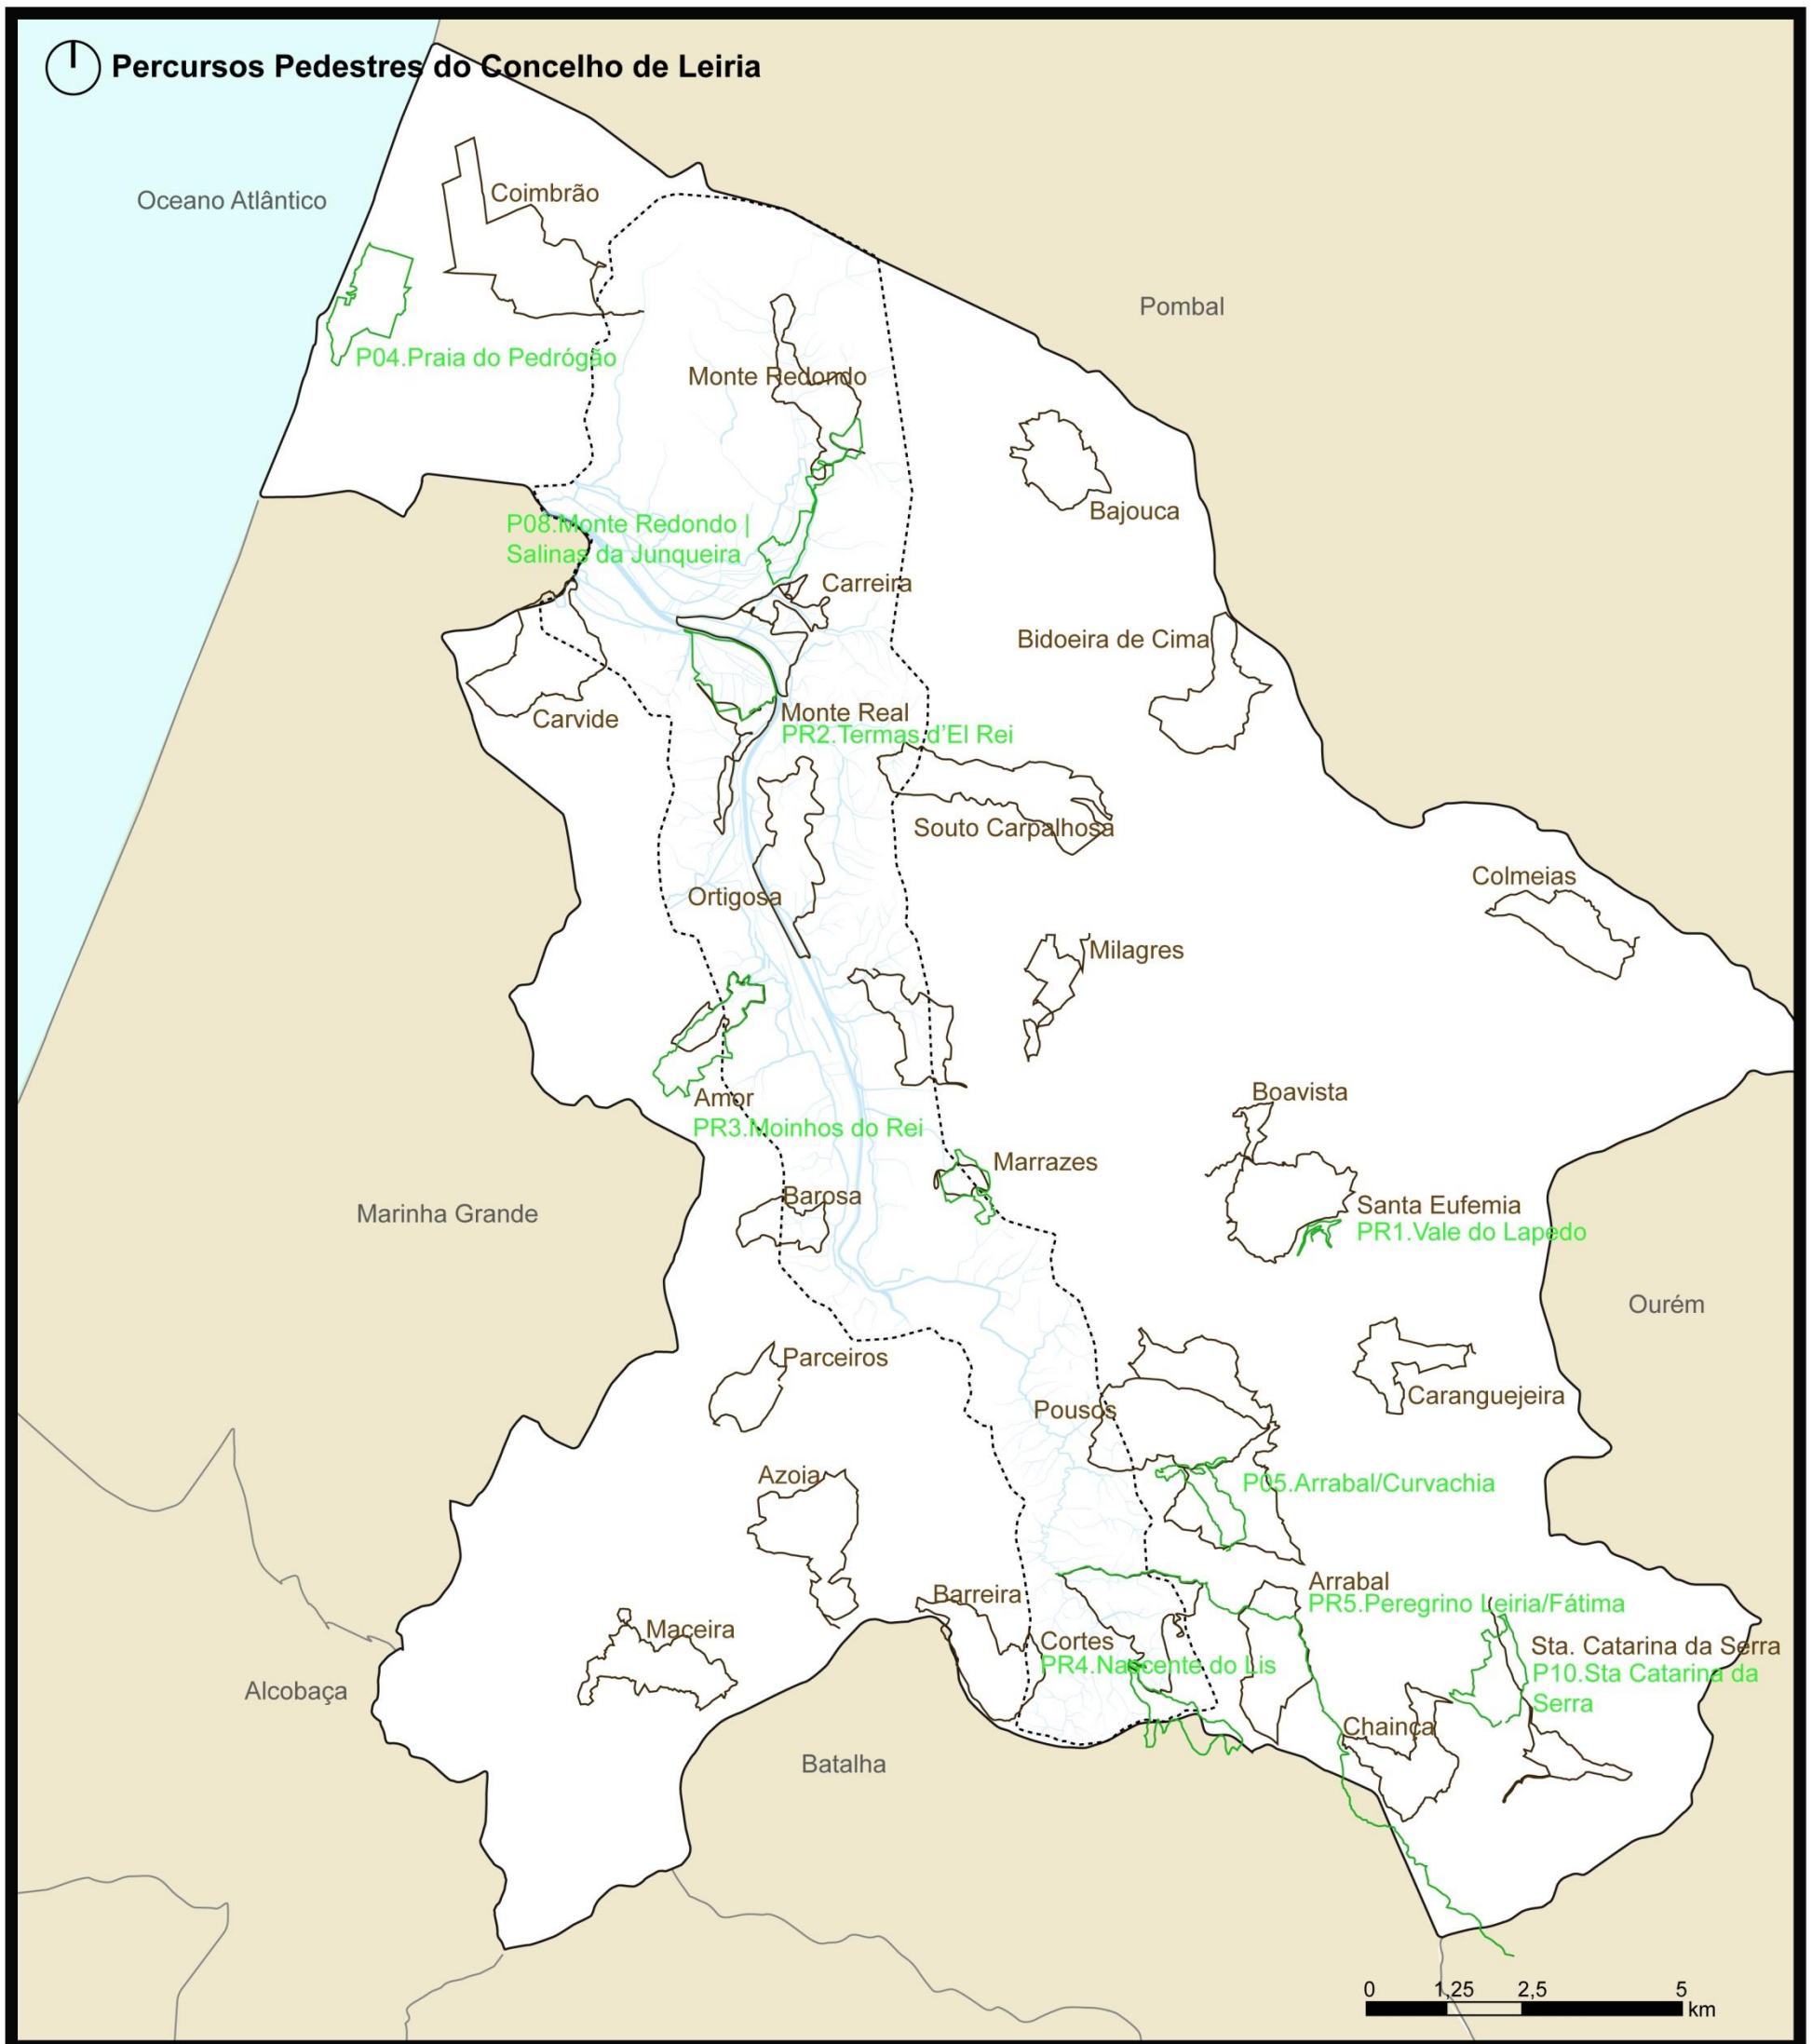 Percursos Pedestres do Concelho de Leiria
Coimbrão
Oceano Atlântico
Pombal
P04.Praia do Pedrógão
Monte Redondo
Bajouca
P08.Monte Redondo |
Salinas da Junqueira
Carreira
Bidoeira de Cima
Carvide
Monte Real
PR2.Termas d'El Rei
Souto Carpalhosa
Colmeias
Ortigosa
Milagres
Boavista
Amor
PR3.Moinhos do Rei
Marrazes
Barosa
Santa Eufemia
PR1.Vale do Lapedo
Marinha Grande
Ourém
Parceiros
Caranguejeira
Pousos
Azoia
P05.Arrabal/Curvachia
Arrabal
PR5.Peregrino Leiria/Fátima
Barreira
Maceira
Cortes
PR4.Nascente do Lis
Sta. Catarina da Serra
P10.Sta Catarina da
Serra
Alcobaça
Chainça
Batalha
0 1,25 2,5 5
km